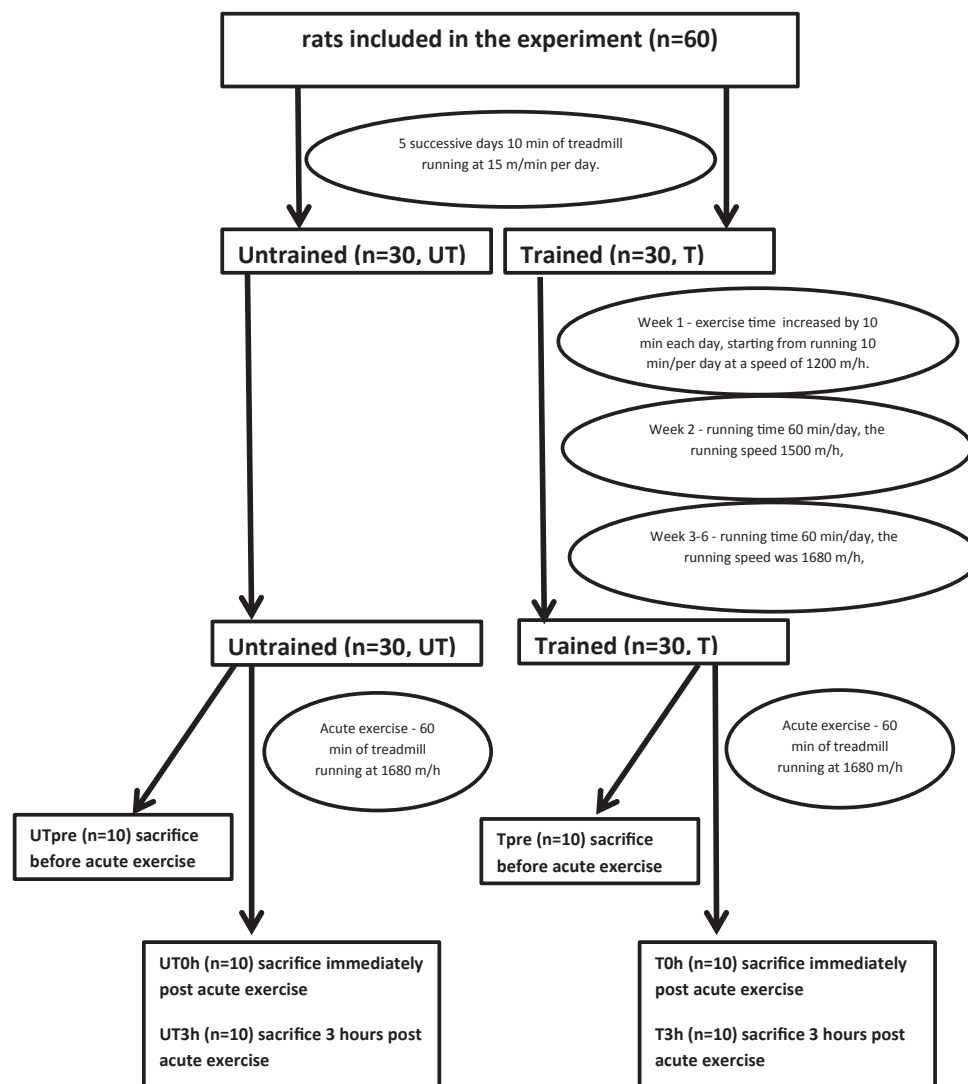 rats included in the experiment (n=60)
5 successive days 10 min of treadmill
running at 15 m/min per day.
Untrained (n=30, UT)
Trained (n=30, T)
Week 1 - exercise time  increased by 10
min each day, starting from running 10
min/per day at a speed of 1200 m/h.
Week 2 - running time 60 min/day, the
running speed 1500 m/h,
Week 3-6 - running time 60 min/day, the
running speed was 1680 m/h,
Untrained (n=30, UT)
Trained (n=30, T)
Acute exercise - 60
min of treadmill
running at 1680 m/h
Acute exercise - 60
min of treadmill
running at 1680 m/h
UTpre (n=10) sacrifice
before acute exercise
Tpre (n=10) sacrifice
before acute exercise
UT0h (n=10) sacrifice immediately
post acute exercise
UT3h (n=10) sacrifice 3 hours post
acute exercise
T0h (n=10) sacrifice immediately
post acute exercise
T3h (n=10) sacrifice 3 hours post
acute exercise